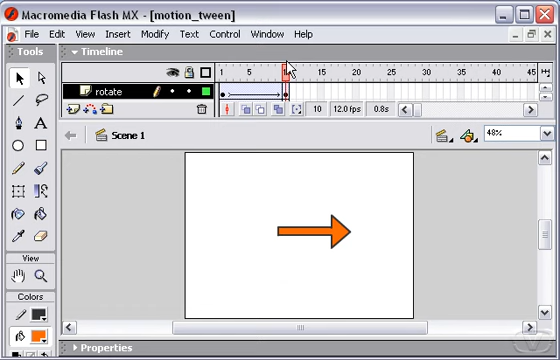 Macromedia Flash MX - [motion_tween]
File Edit View Insert Modify Text Control Window Help
Tools
Timeline
1 5 10 15 20 25 30 35 40 45
rotate
10 12.0 fps 0.8s
Scene 1
48%
View
Colors
Properties